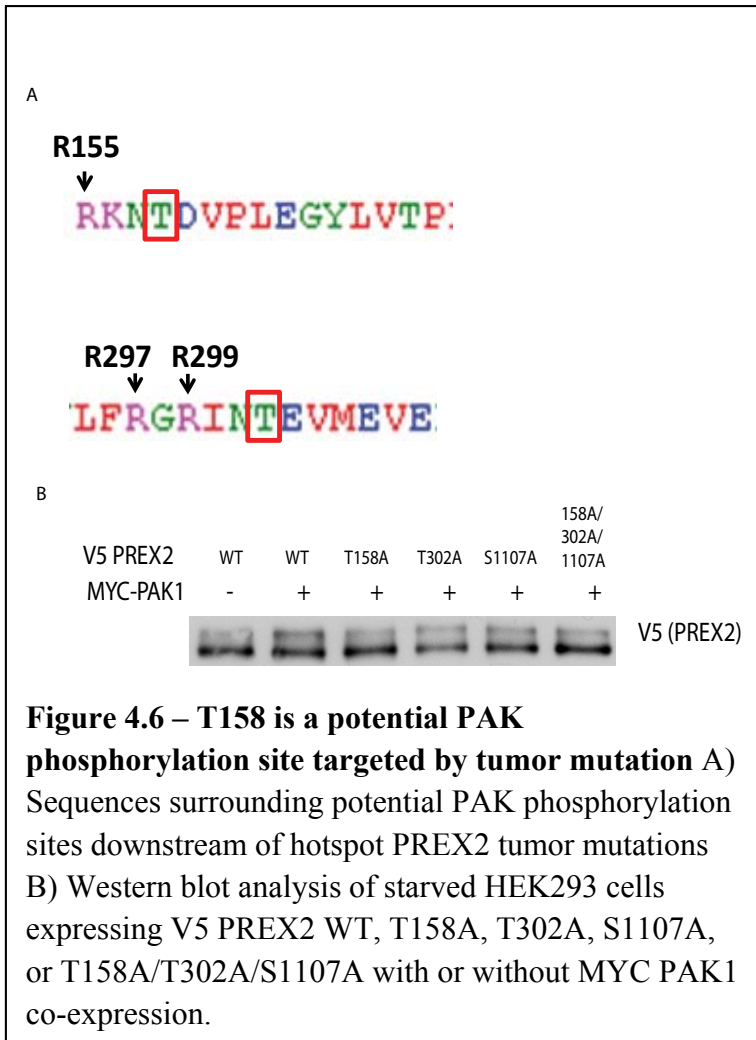 A
R155
RKNTDVPLEGYLVTP
R297 R299
LFRGRINTEVMEVE
B
158A/
302A/
V5 PREX2 WT WT T158A T302A S1107A 1107A
MYC-PAK1 - + + + + +
V5 (PREX2)
Figure 4.6 – T158 is a potential PAK
phosphorylation site targeted by tumor mutation A)
Sequences surrounding potential PAK phosphorylation
sites downstream of hotspot PREX2 tumor mutations
B) Western blot analysis of starved HEK293 cells
expressing V5 PREX2 WT, T158A, T302A, S1107A,
or T158A/T302A/S1107A with or without MYC PAK1
co-expression.